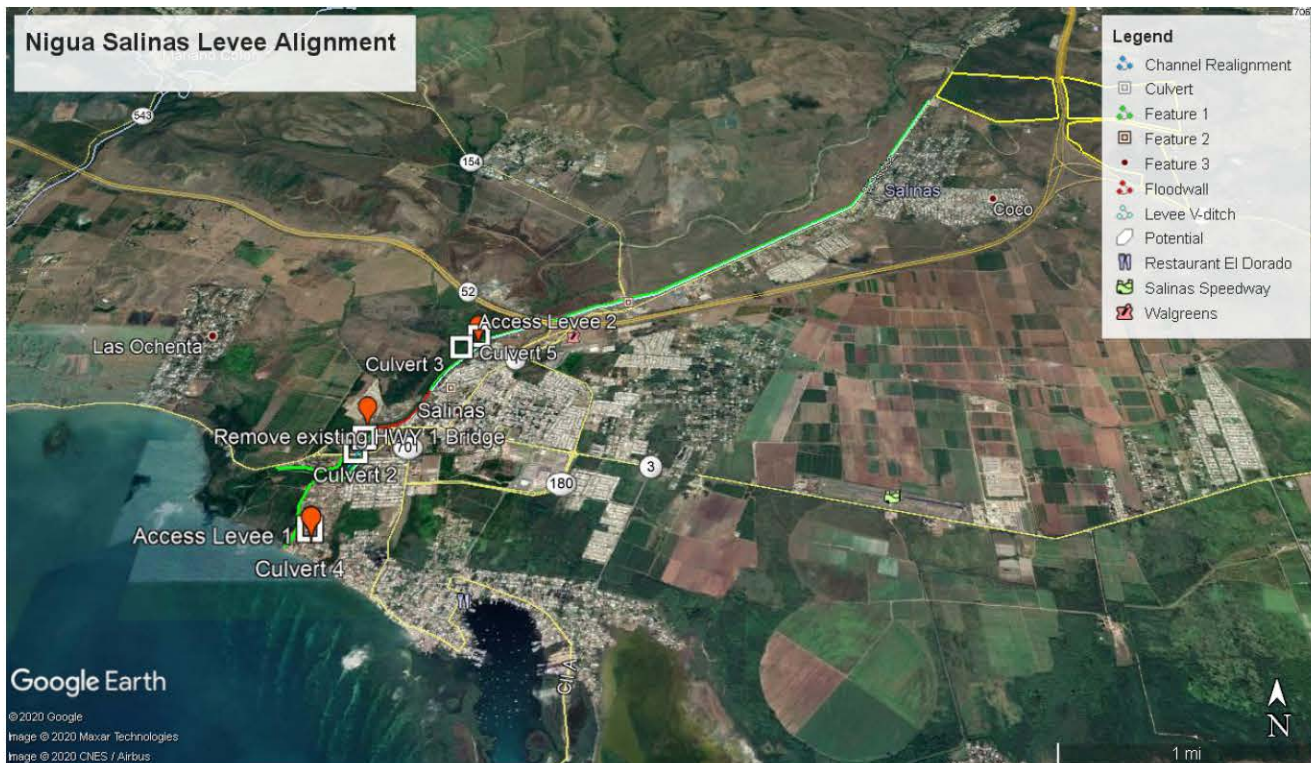 Nigua Salinas Levee Alignment
Legend
Channel Realignment
Culvert
Feature 1
Feature 2
Feature 3
Floodwall
Levee V-ditch
Potential
Restaurant El Dorado
Salinas Speedway
Walgreens
543
154
Salinas
Coco
52
Access Levee 2
Las Ochenta
Culvert 3
Culvert 5
Salinas
Remove existing HWY 1 Bridge
701
Culvert 2
3
180
Access Levee 1
Culvert 4
Google Earth
© 2020 Google
Image © 2020 Maxar Technologies
Image © 2020 CNES / Airbus
N
1 mi